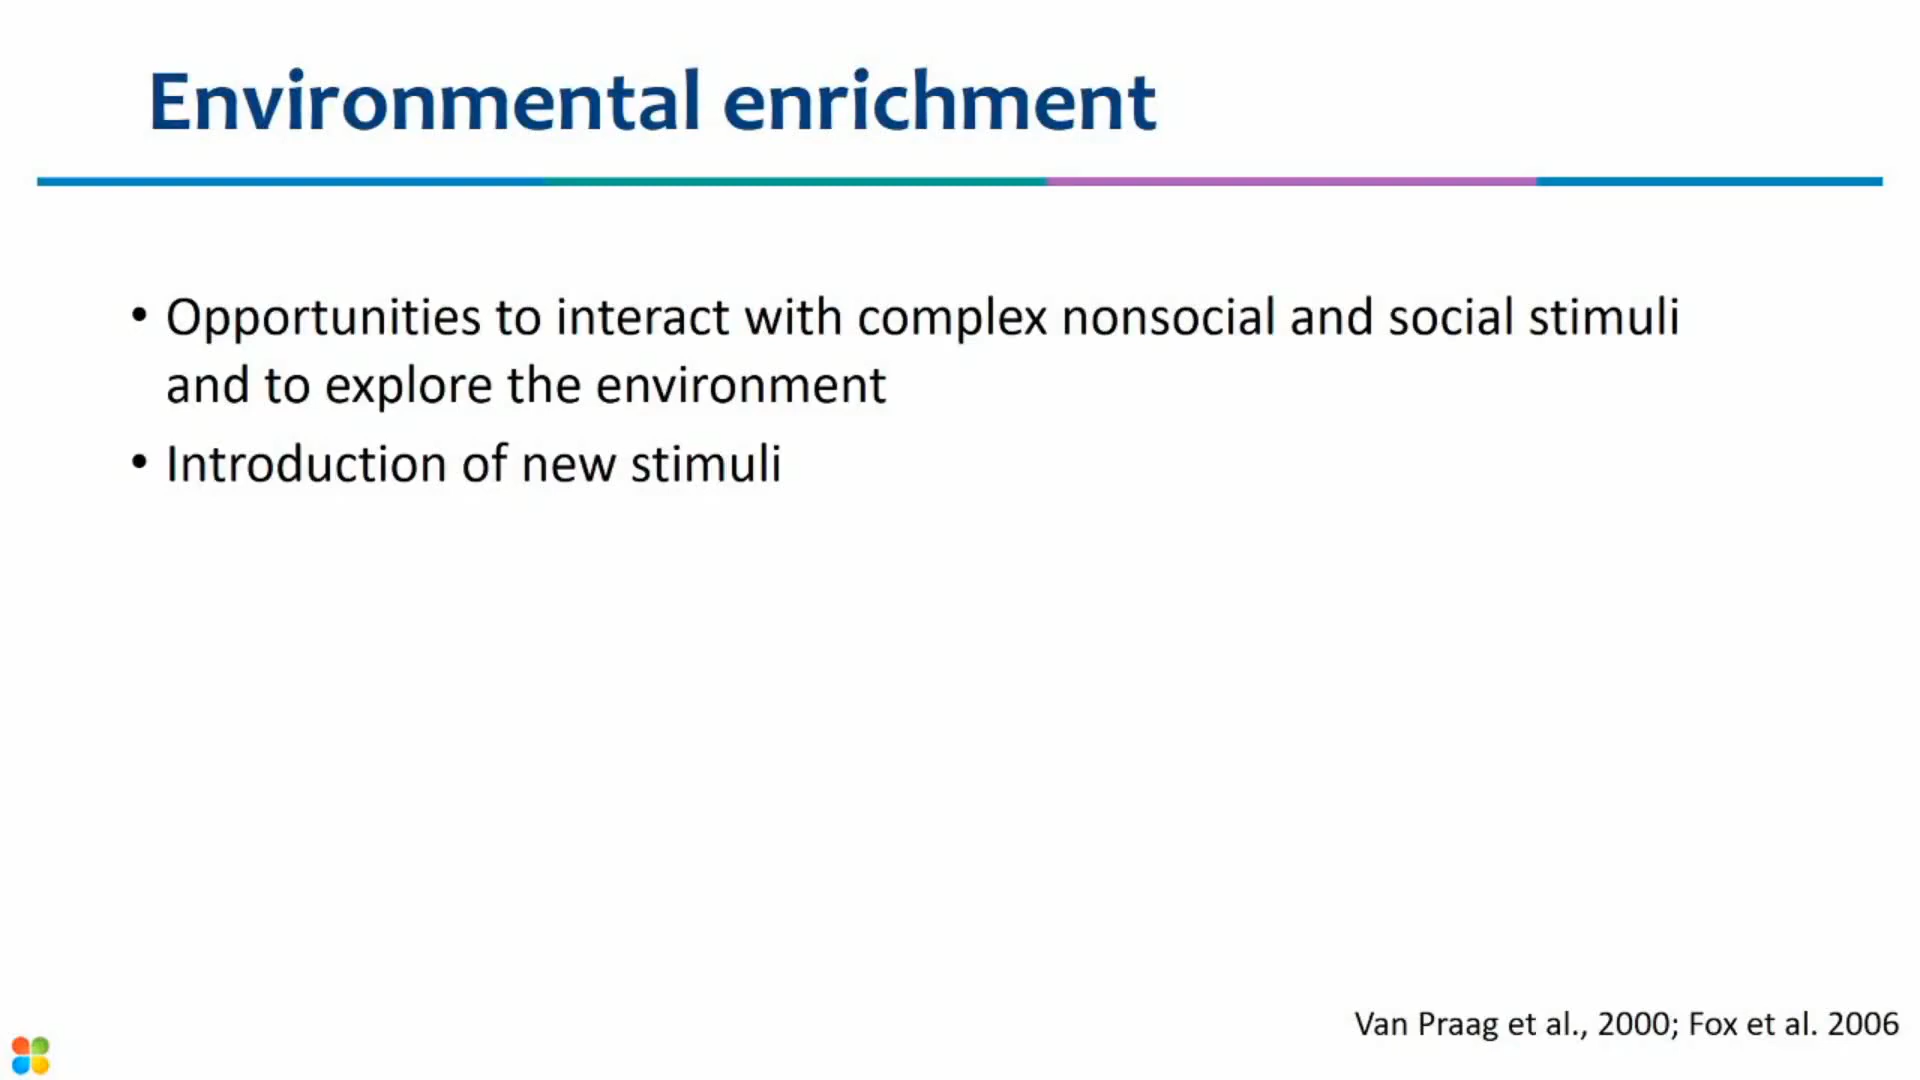 Environmental enrichment
• Opportunities to interact with complex nonsocial and social stimuli
and to explore the environment
• Introduction of new stimuli
Van Praag et al., 2000; Fox et al. 2006